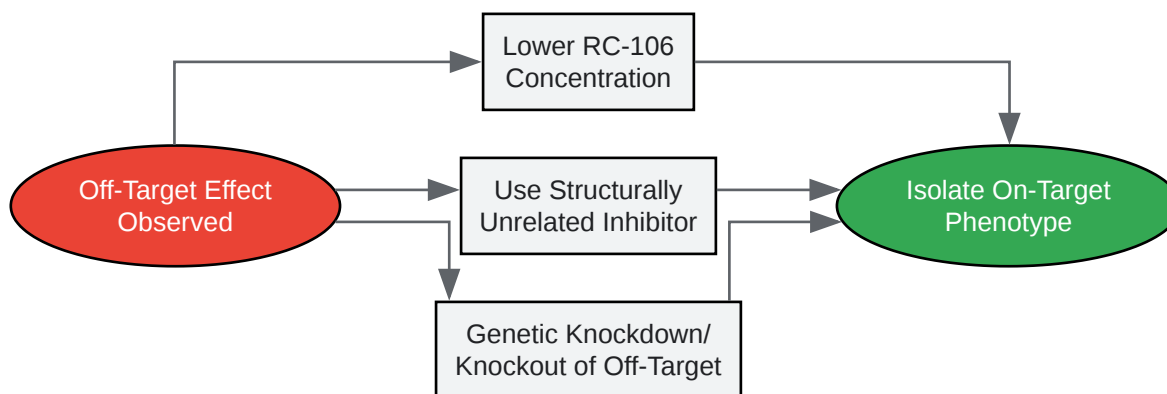 Lower RC-106
Concentration
Off-Target Effect
Observed
Use Structurally
Unrelated Inhibitor
Isolate On-Target
Phenotype
Genetic Knockdown/
Knockout of Off-Target